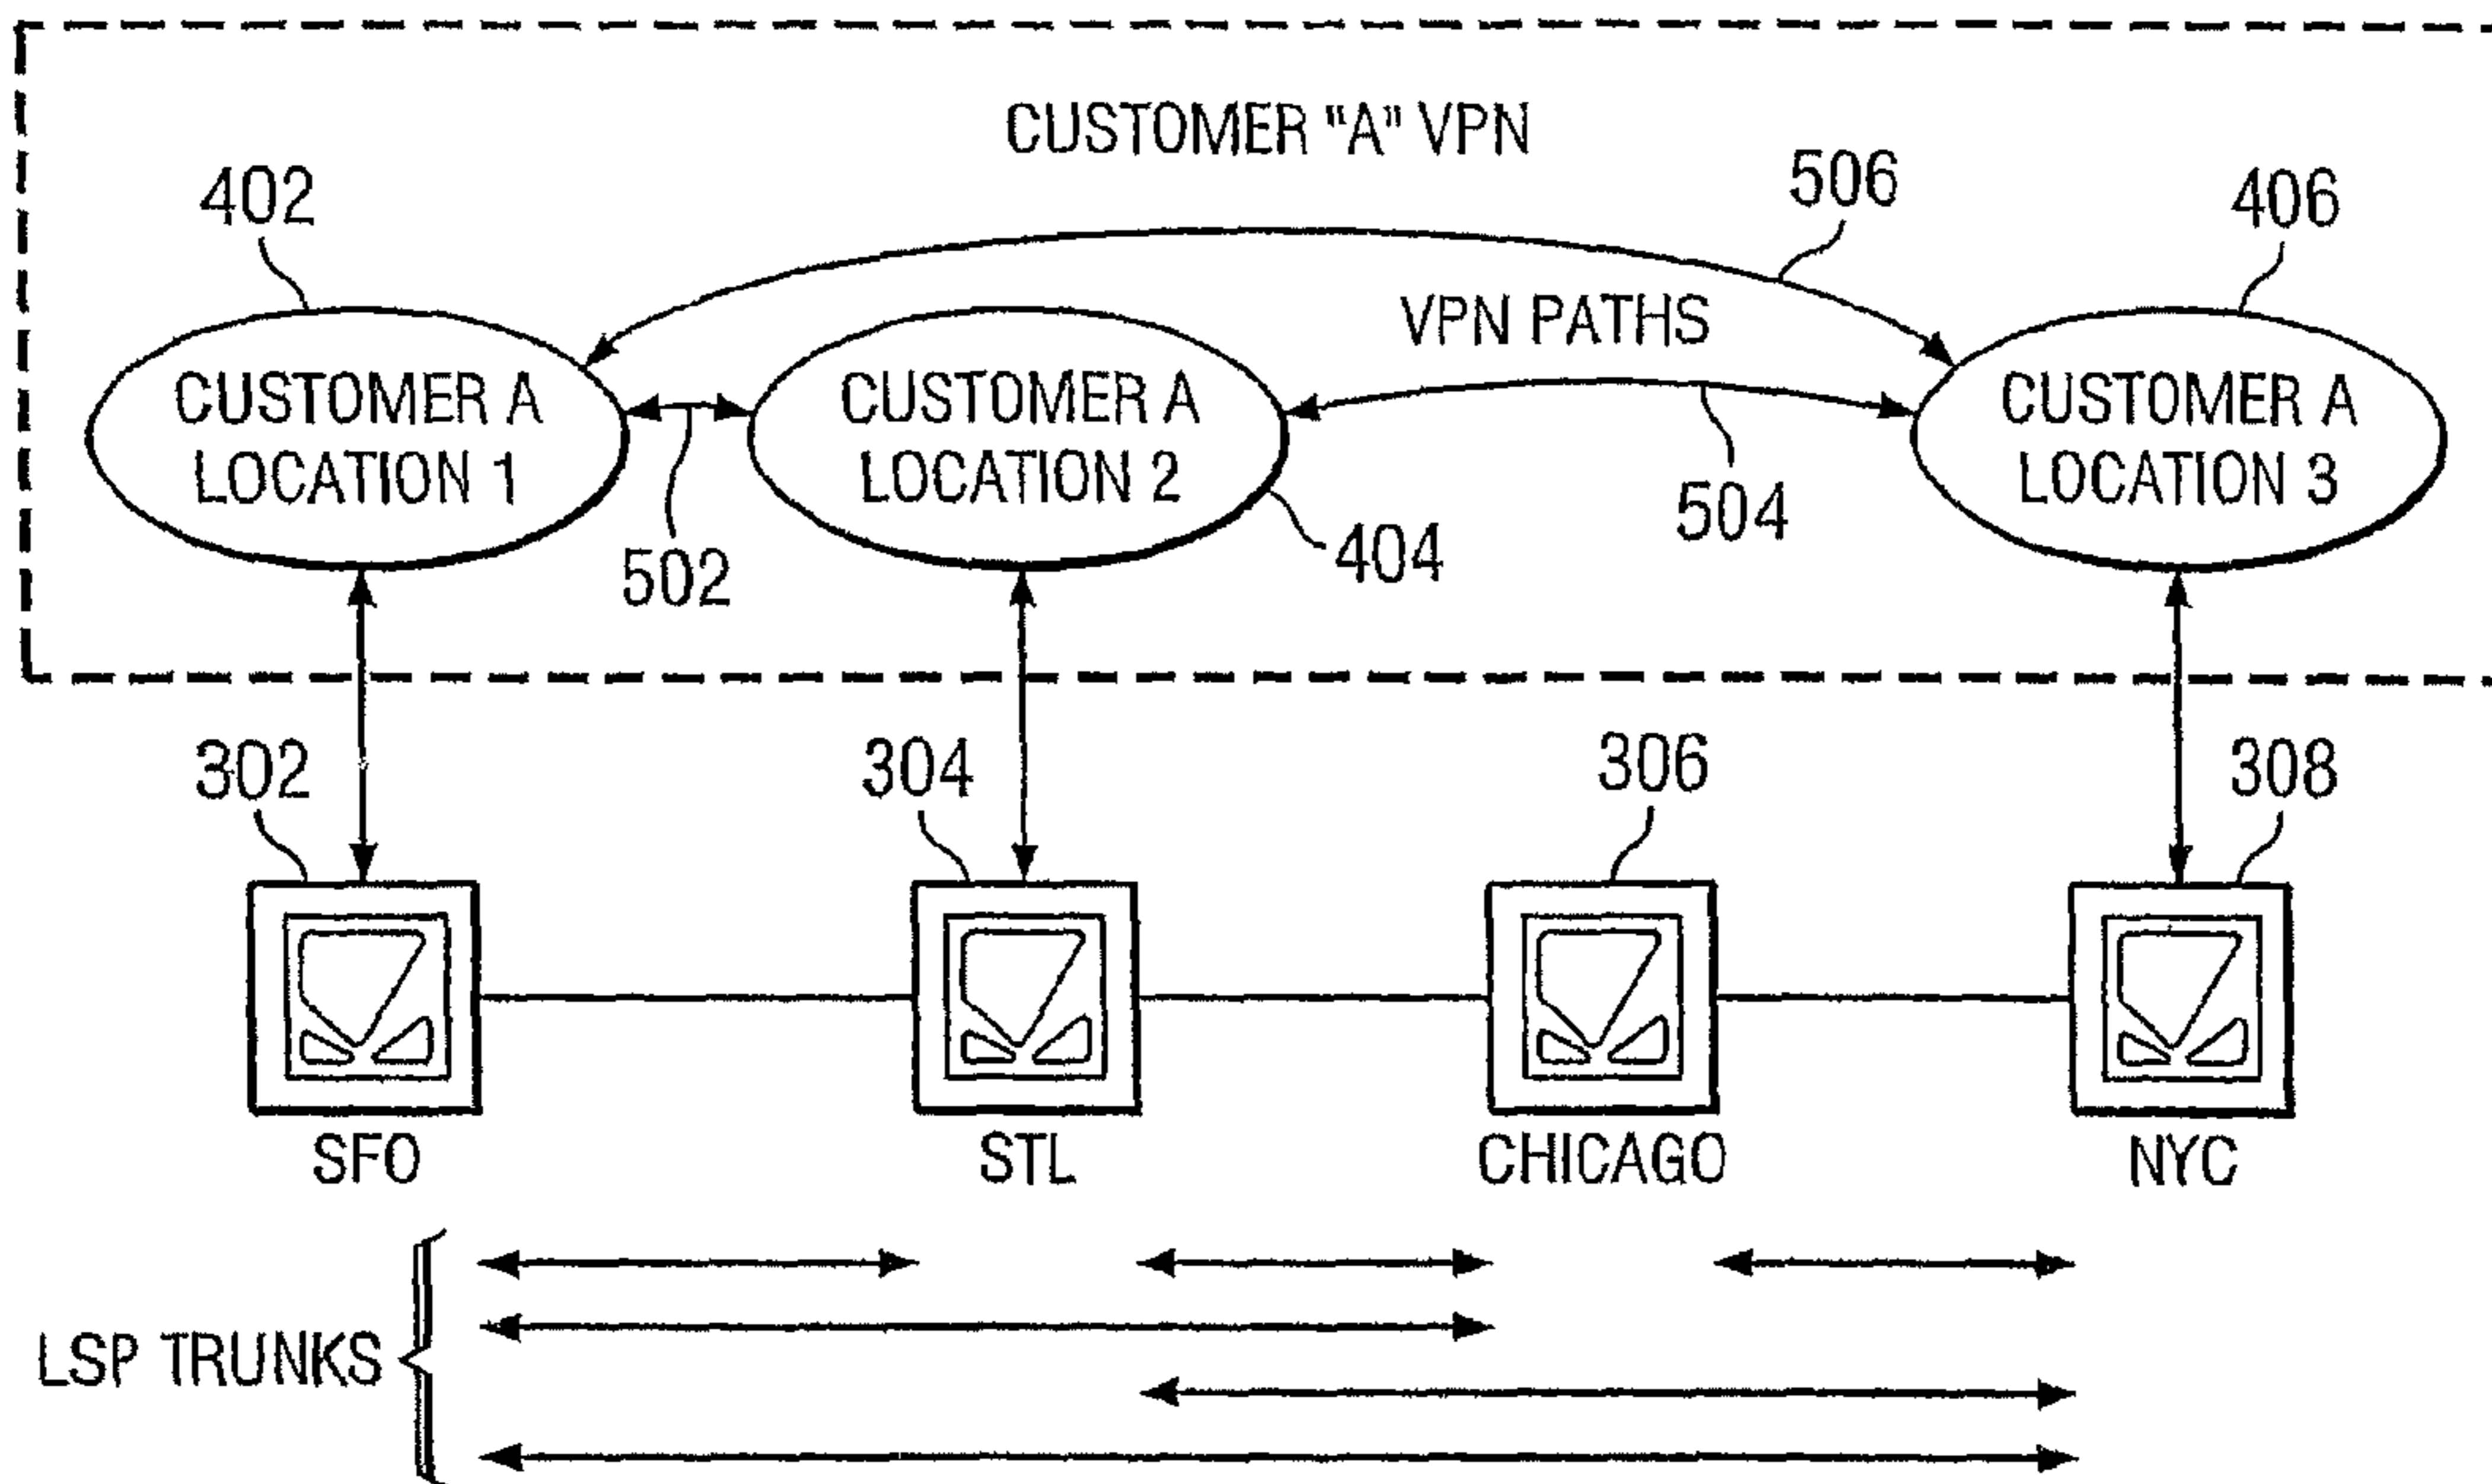 CUSTOMER "A" VPN
506
402
406
VPN PATHS
CUSTOMER A
LOCATION 1
CUSTOMER A
LOCATION 2
CUSTOMER A
LOCATION 3
502
404
504
302
304
306
308
SFO
STL
CHICAGO
NYC
LSP TRUNKS